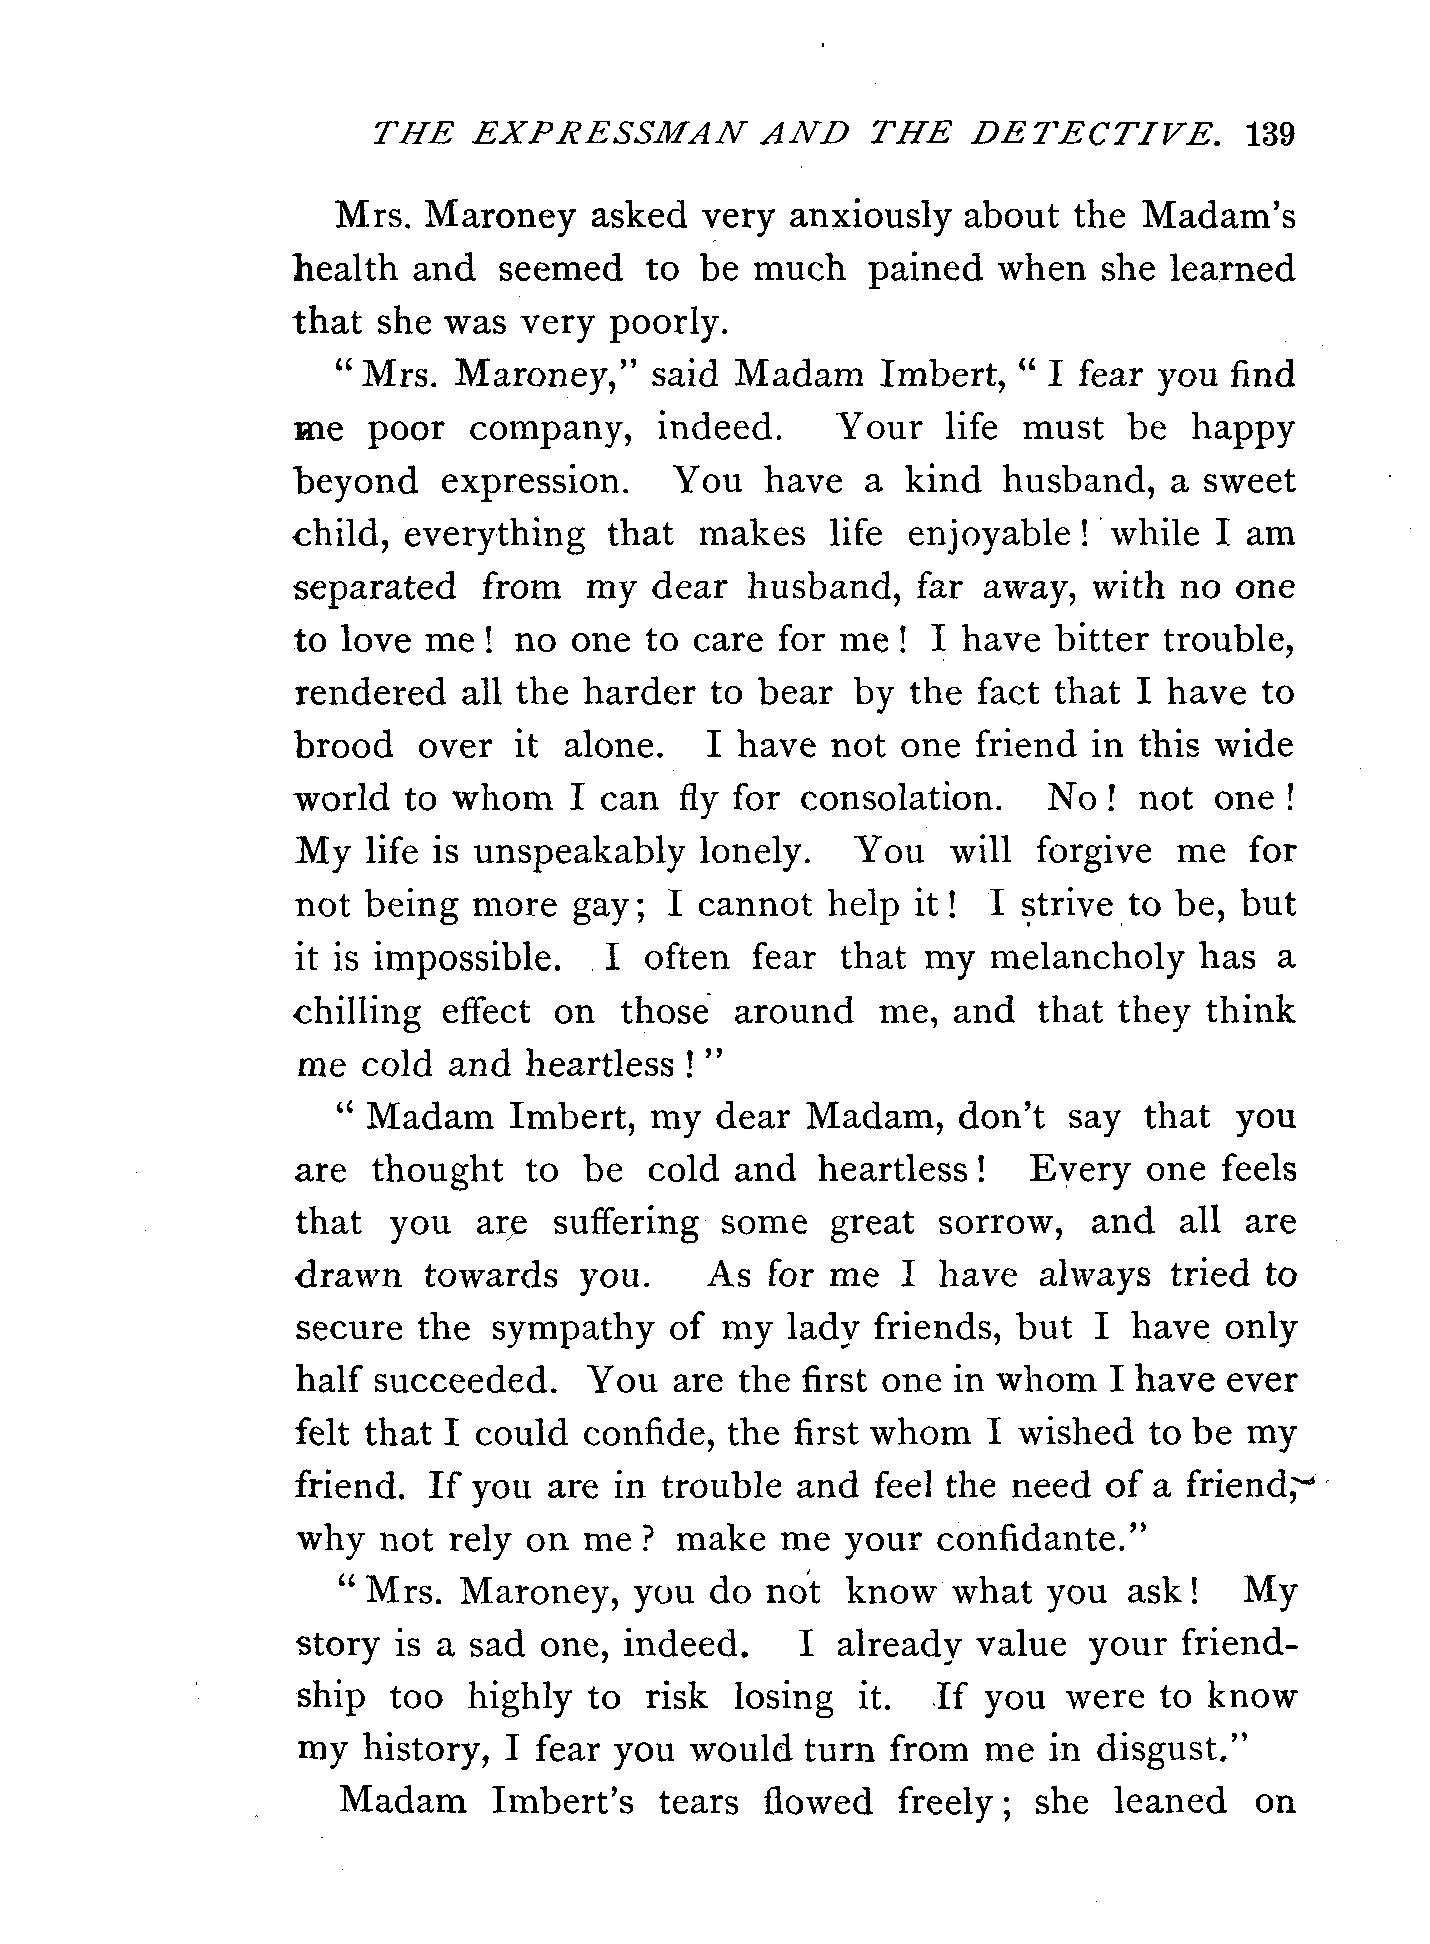 THE EXPRESSMAN AND THE DETECTIVE. 139
Mrs. Maroney asked very anxiously about the Madam's
health and seemed to be much pained when she learned
that she was very poorly.
“ Mrs. Maroney,” said Madam Imbert, “ I fear you find
me poor company, indeed. Your life must be happy
beyond expression. You have a kind husband, a sweet
child, everything that makes life enjoyable ! while I am
separated from my dear husband, far away, with no one
to love me ! no one to care for me ! I have bitter trouble,
rendered all the harder to bear by the fact that I have to
brood over it alone. I have not one friend in this wide
world to whom I can fly for consolation. No ! not one !
My life is unspeakably lonely. You will forgive me for
not being more gay ; I cannot help it ! I strive to be, but
it is impossible. I often fear that my melancholy has a
chilling effect on those around me, and that they think
me cold and heartless ! ”
“ Madam Imbert, my dear Madam, don't say that you
are thought to be cold and heartless ! Every one feels
that you are suffering some great sorrow, and all are
drawn towards you. As for me I have always tried to
secure the sympathy of my lady friends, but I have only
half succeeded. You are the first one in whom I have ever
felt that I could confide, the first whom I wished to be my
friend. If you are in trouble and feel the need of a friend,
why not rely on me ? make me your confidante.”
“ Mrs. Maroney, you do not know what you ask ! My
story is a sad one, indeed. I already value your friend-
ship too highly to risk losing it. If you were to know
my history, I fear you would turn from me in disgust.”
Madam Imbert's tears flowed freely ; she leaned on